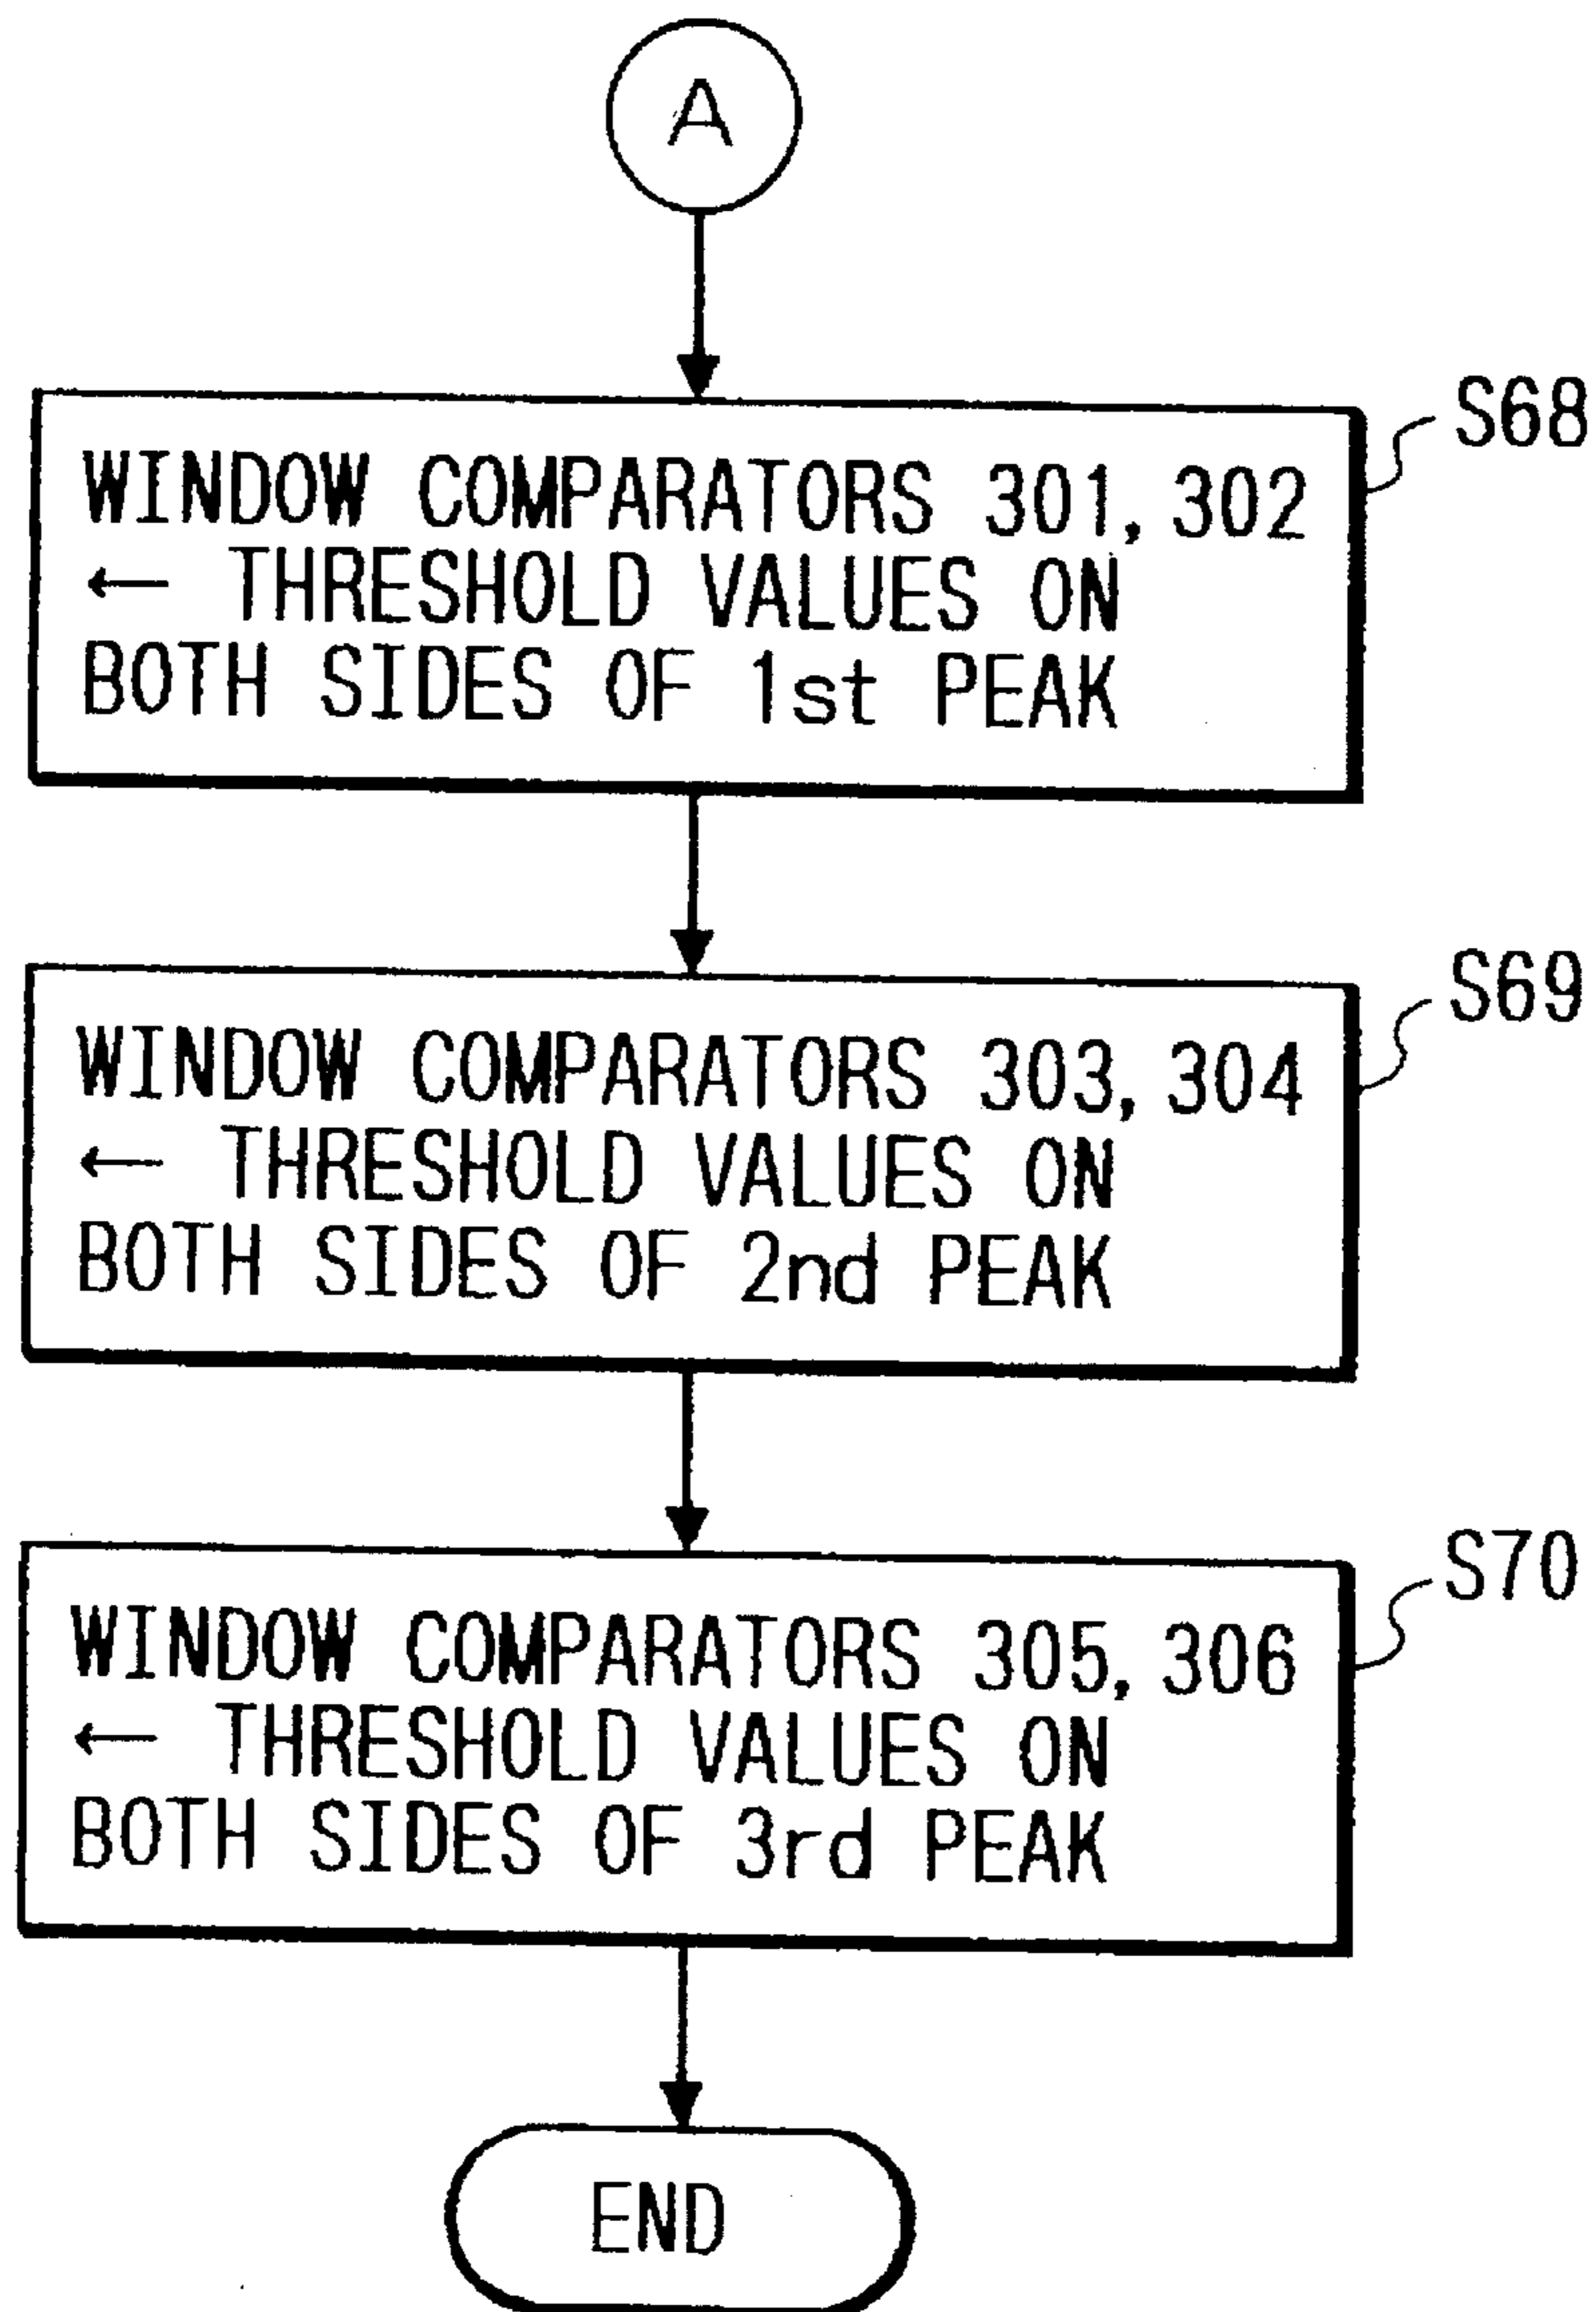 A
S68
WINDOW COMPARATORS 301, 302
← THRESHOLD VALUES ON
BOTH SIDES OF 1st PEAK
S69
WINDOW COMPARATORS 303, 304
← THRESHOLD VALUES ON
BOTH SIDES OF 2nd PEAK
S70
WINDOW COMPARATORS 305, 306
← THRESHOLD VALUES ON
BOTH SIDES OF 3rd PEAK
END